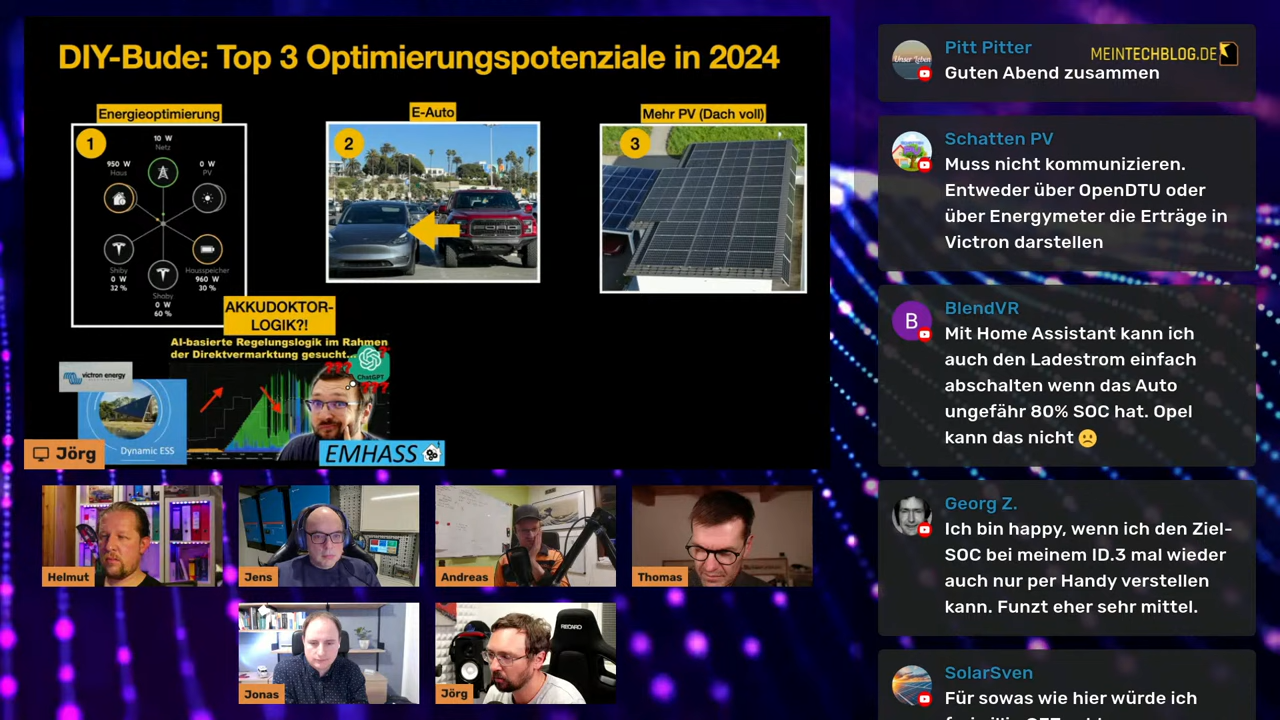 DIY-Bude: Top 3 Optimierungspotenziale in 2024
Energieoptimierung
1
10 W
Netz
950 W
Haus
0 W
PV
Shiby
0 W
32 %
Shaby
0 W
60 %
Hausspeicher
960 W
30 %
E-Auto
2
FORD
Mehr PV (Dach voll)
3
AKKUDOKTOR-
LOGIK?!
AI-basierte Regelungslogik im Rahmen
der Direktvermarktung gesucht...
???
?
ChatGPT
???
victron energy
Dynamic ESS
EMHASS
Jörg
Helmut
Jens
Andreas
Thomas
Jonas
RECARO
Jörg
MEINTECHBLOG.DE
Unser Leben
Pitt Pitter
Guten Abend zusammen
Schatten PV
Muss nicht kommunizieren.
Entweder über OpenDTU oder
über Energymeter die Erträge in
Victron darstellen
B
BlendVR
Mit Home Assistant kann ich
auch den Ladestrom einfach
abschalten wenn das Auto
ungefähr 80% SOC hat. Opel
kann das nicht ☹️
Georg Z.
Ich bin happy, wenn ich den Ziel-
SOC bei meinem ID.3 mal wieder
auch nur per Handy verstellen
kann. Funzt eher sehr mittel.
SolarSven
Für sowas wie hier würde ich